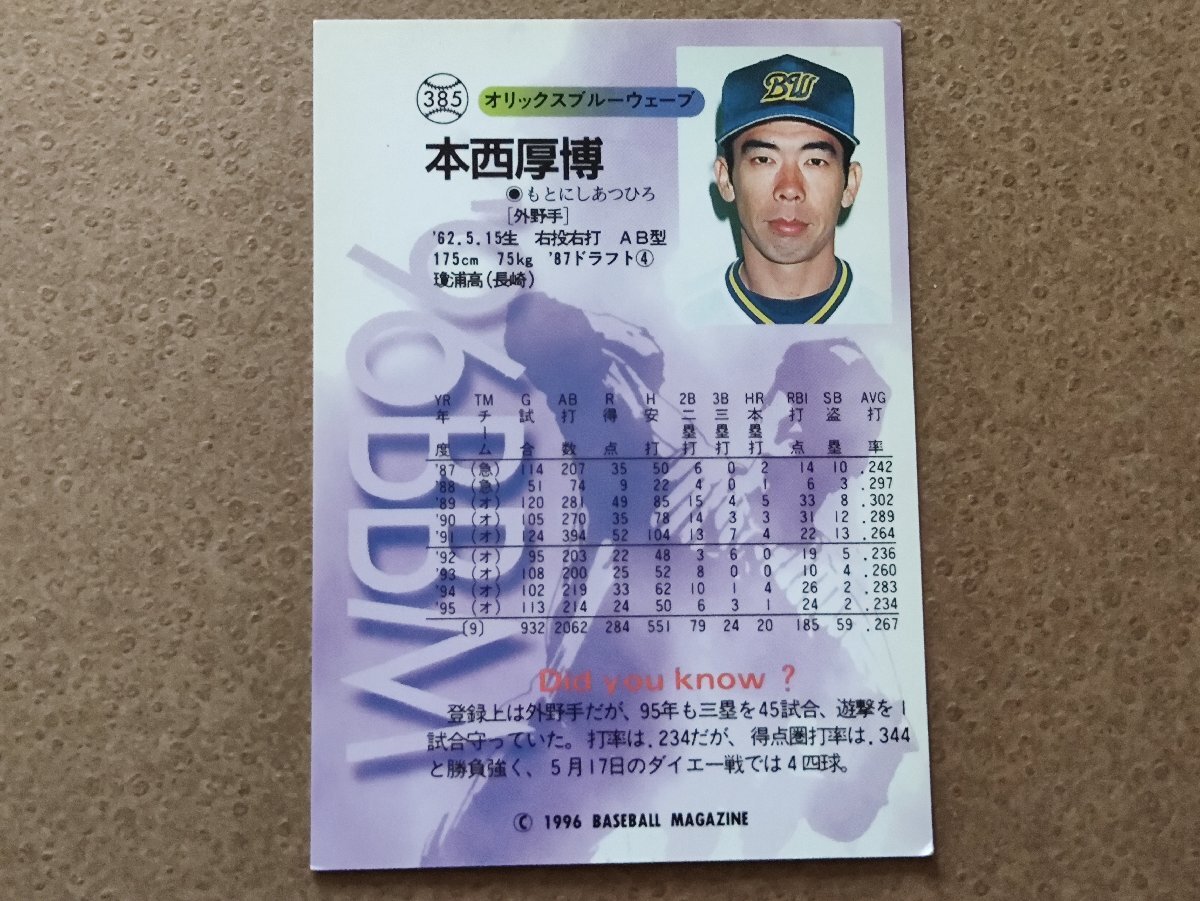 385 オリックスブルーウェーブ
BW
本西厚博
●もとにしあつひろ
[外野手]
'62.5.15生 右投右打 AB型
175cm 75kg '87ドラフト④
瓊浦高(長崎)
'96 BBM
YR TM G AB R H 2B 3B HR RBI SB AVG
年度 チーム 試合 打数 得点 安打 二塁打 三塁打 本塁打 打点 盗塁 打率
'87 (急) 114 207 35 50 6 0 2 14 10 .242
'88 (急) 51 74 9 22 4 0 1 6 3 .297
'89 (オ) 120 281 49 85 15 4 5 33 8 .302
'90 (オ) 105 270 35 78 14 3 3 31 12 .289
'91 (オ) 124 394 52 104 13 7 4 22 13 .264
'92 (オ) 95 203 22 48 3 6 0 19 5 .236
'93 (オ) 108 200 25 52 8 0 0 10 4 .260
'94 (オ) 102 219 33 62 10 1 4 26 2 .283
'95 (オ) 113 214 24 50 6 3 1 24 2 .234
〔9〕 932 2062 284 551 79 24 20 185 59 .267
Did you know ?
登録上は外野手だが、95年も三塁を45試合、遊撃を1
試合守っていた。打率は.234だが、得点圏打率は.344
と勝負強く、5月17日のダイエー戦では4四球。
© 1996 BASEBALL MAGAZINE